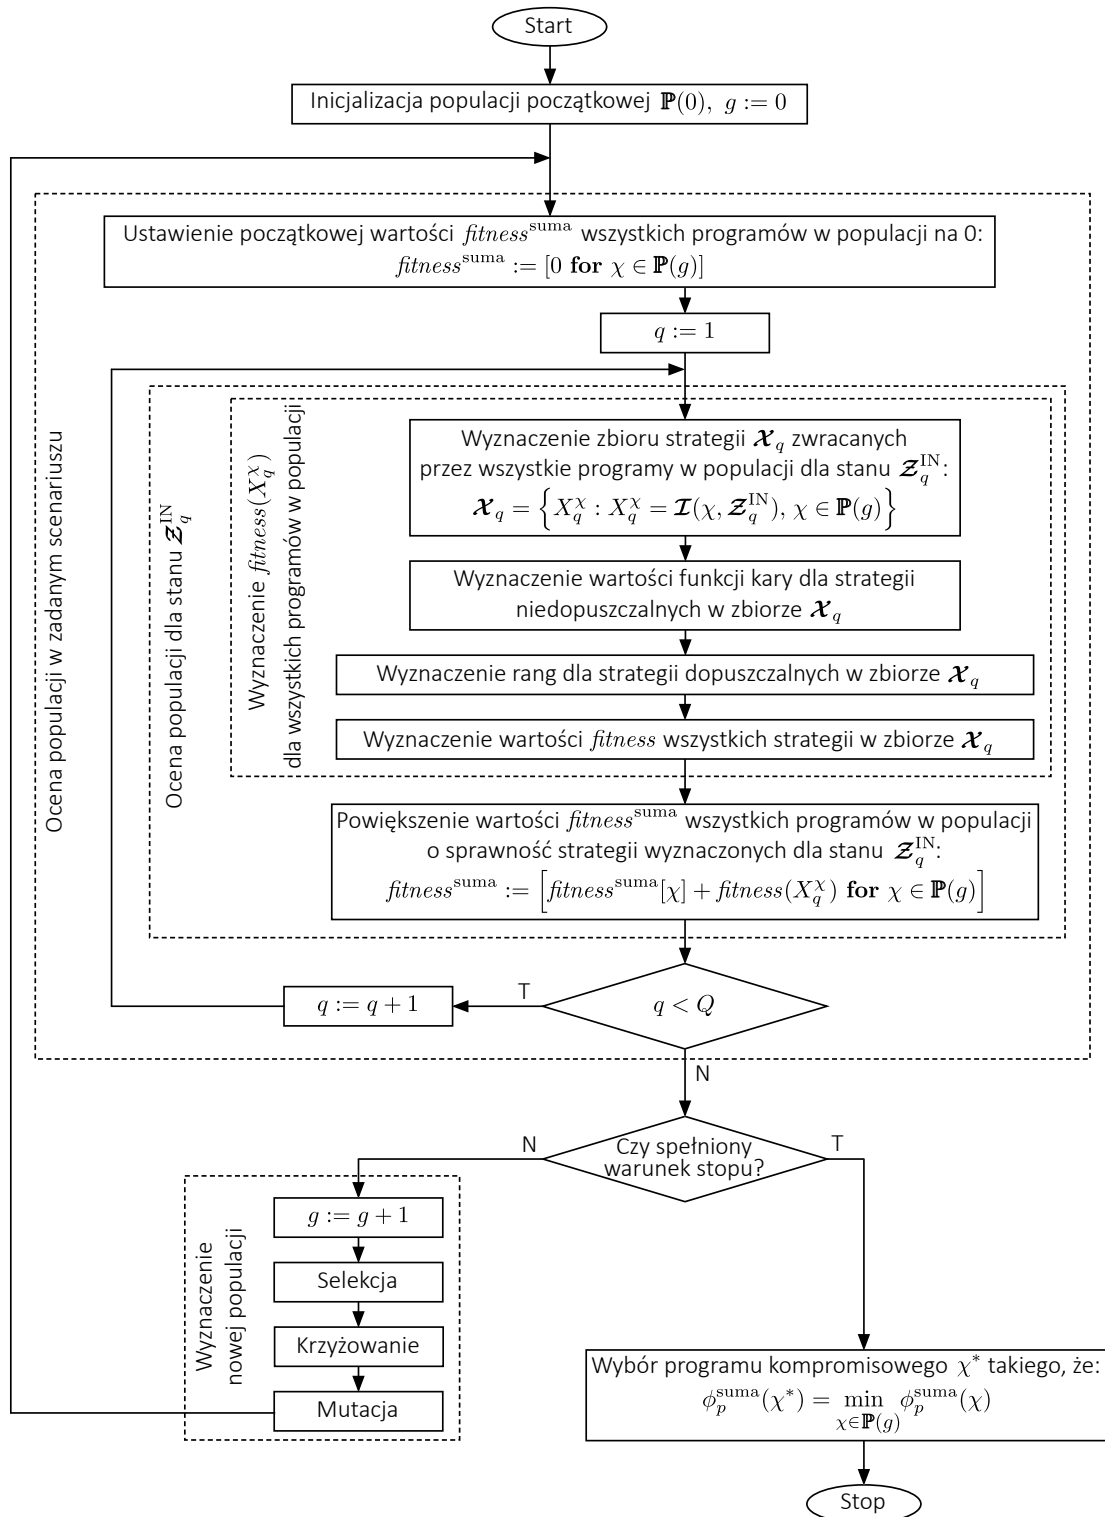 Start
Inicjalizacja populacji początkowej ℙ(0), g := 0
Ocena populacji w zadanym scenariuszu
Ustawienie początkowej wartości fitness^suma wszystkich programów w populacji na 0:
fitness^suma := [0 for χ ∈ ℙ(g)]
q := 1
Ocena populacji dla stanu 𝒵_q^IN
Wyznaczenie fitness(X_q^χ)
dla wszystkich programów w populacji
Wyznaczenie zbioru strategii 𝒳_q zwracanych
przez wszystkie programy w populacji dla stanu 𝒵_q^IN:
𝒳_q = {X_q^χ : X_q^χ = ℐ(χ, 𝒵_q^IN), χ ∈ ℙ(g)}
Wyznaczenie wartości funkcji kary dla strategii
niedopuszczalnych w zbiorze 𝒳_q
Wyznaczenie rang dla strategii dopuszczalnych w zbiorze 𝒳_q
Wyznaczenie wartości fitness wszystkich strategii w zbiorze 𝒳_q
Powiększenie wartości fitness^suma wszystkich programów w populacji
o sprawność strategii wyznaczonych dla stanu 𝒵_q^IN:
fitness^suma := [fitness^suma[χ] + fitness(X_q^χ) for χ ∈ ℙ(g)]
q := q + 1
T
q < Q
N
N
Czy spełniony
warunek stopu?
T
Wyznaczenie
nowej populacji
g := g + 1
Selekcja
Krzyżowanie
Mutacja
Wybór programu kompromisowego χ* takiego, że:
ϕ_p^suma(χ*) = min ϕ_p^suma(χ)
χ∈ℙ(g)
Stop